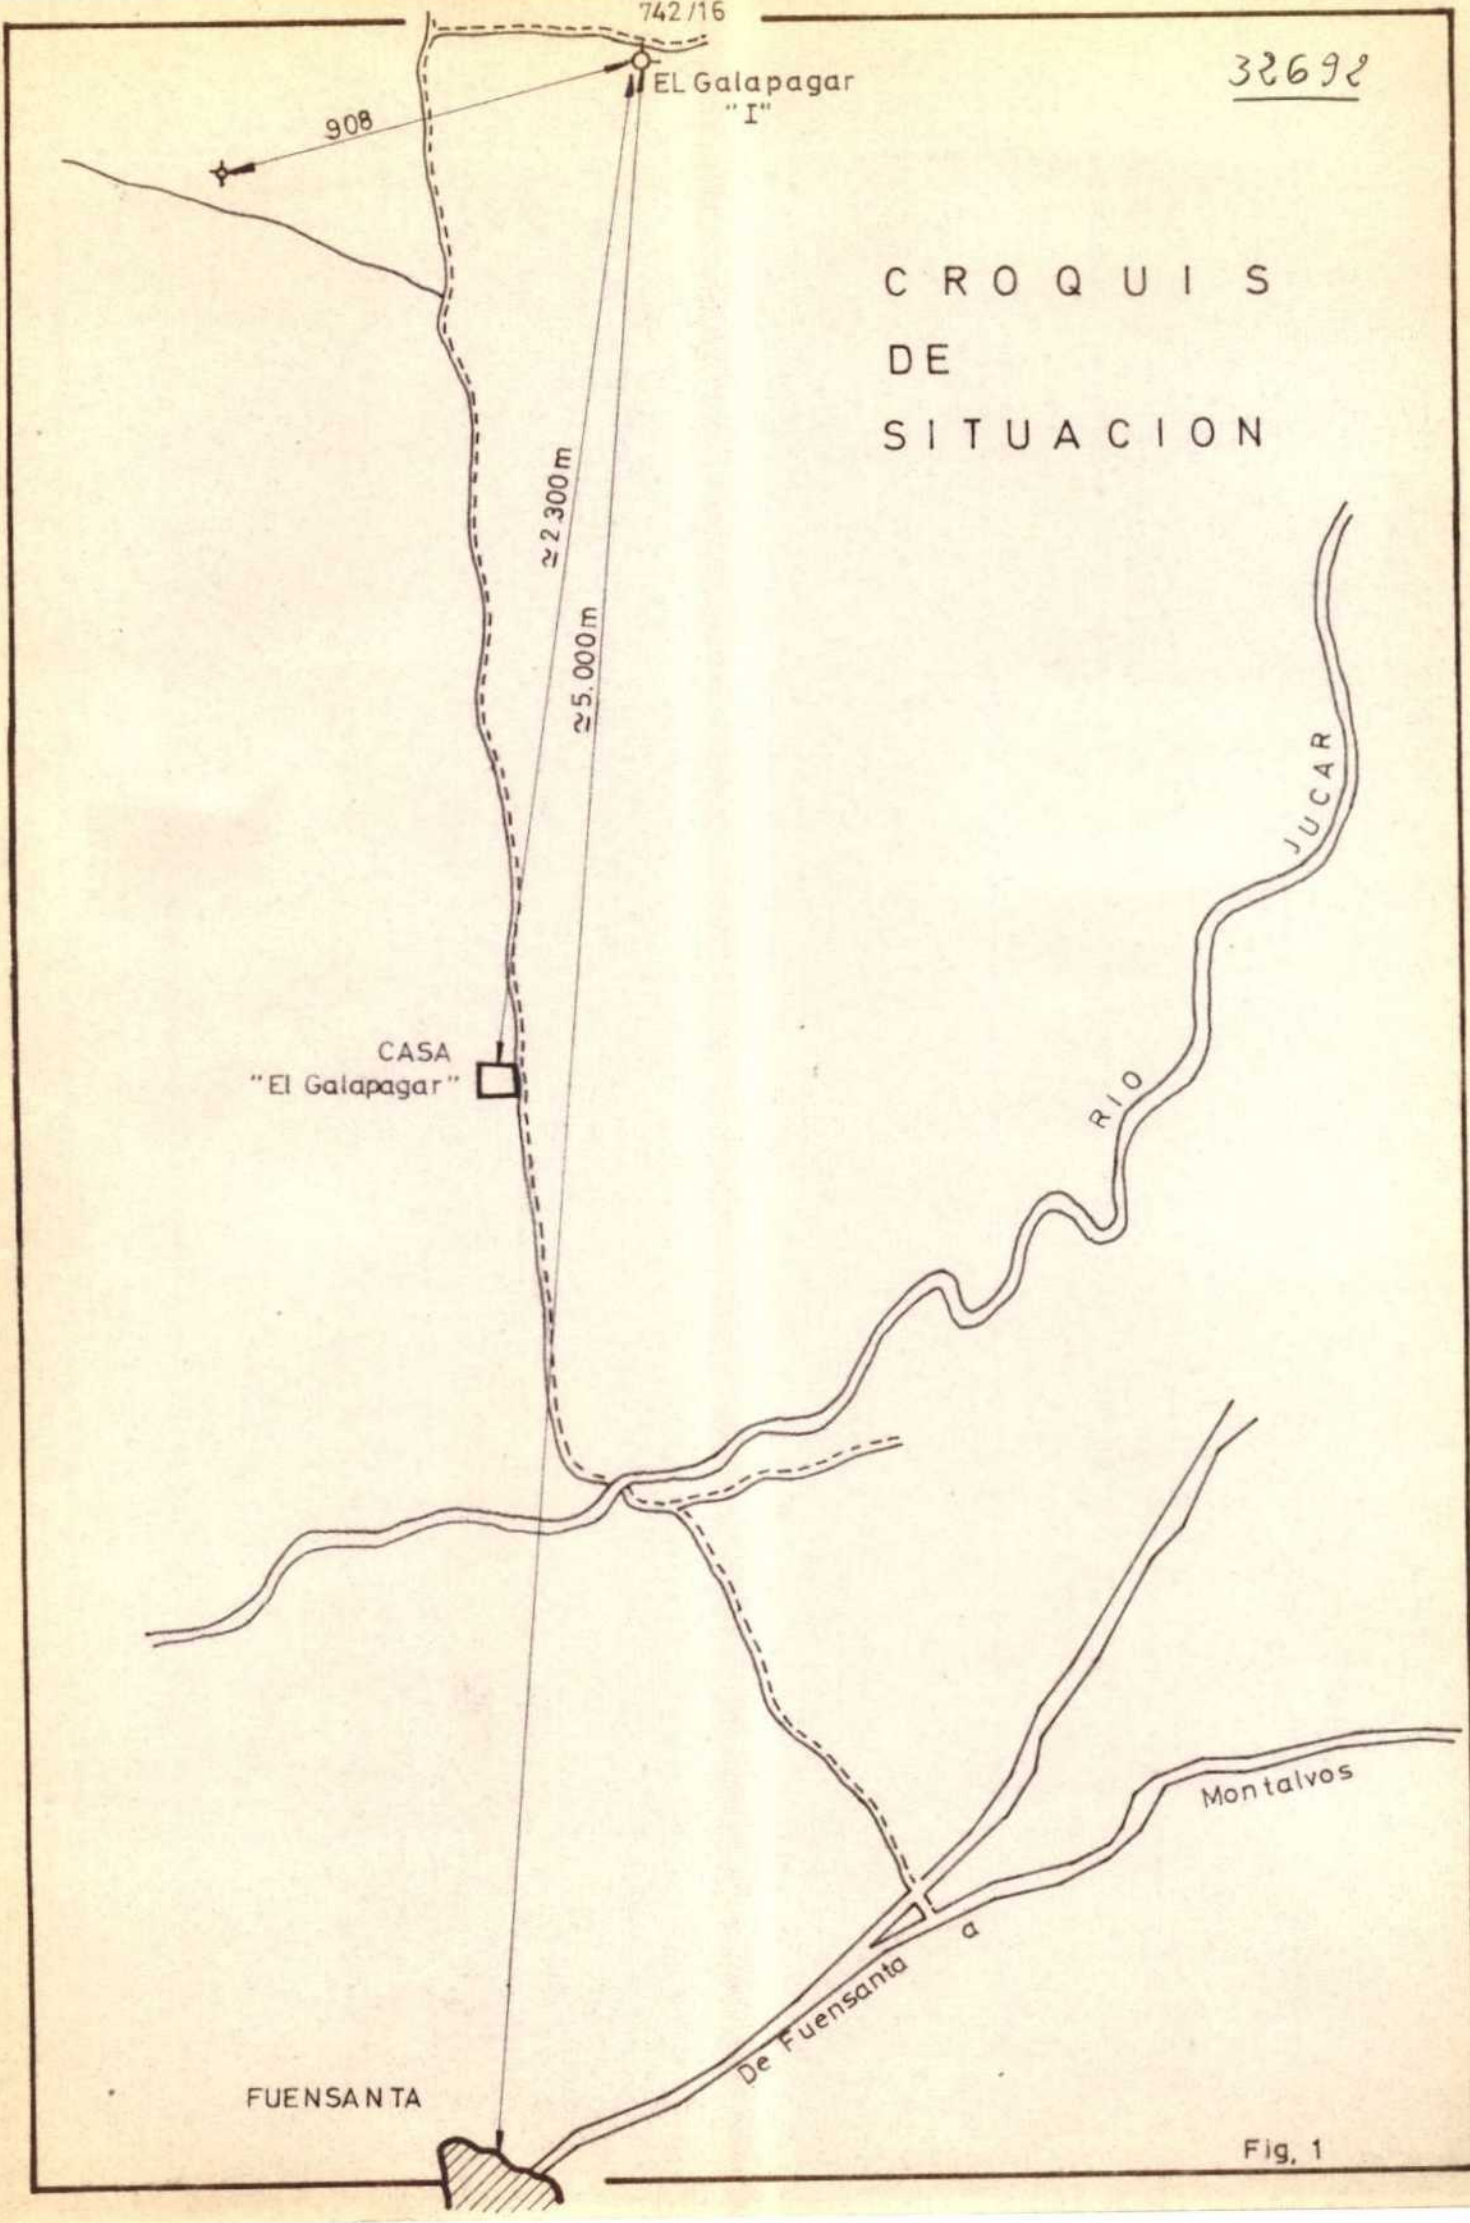 742/16
32692
EL Galapagar
"I"
908
CROQUIS
DE
SITUACION
≃2.300m
≃5.000m
JUCAR
RIO
CASA
"El Galapagar"
Montalvos
a
De Fuensanta
FUENSANTA
Fig. 1